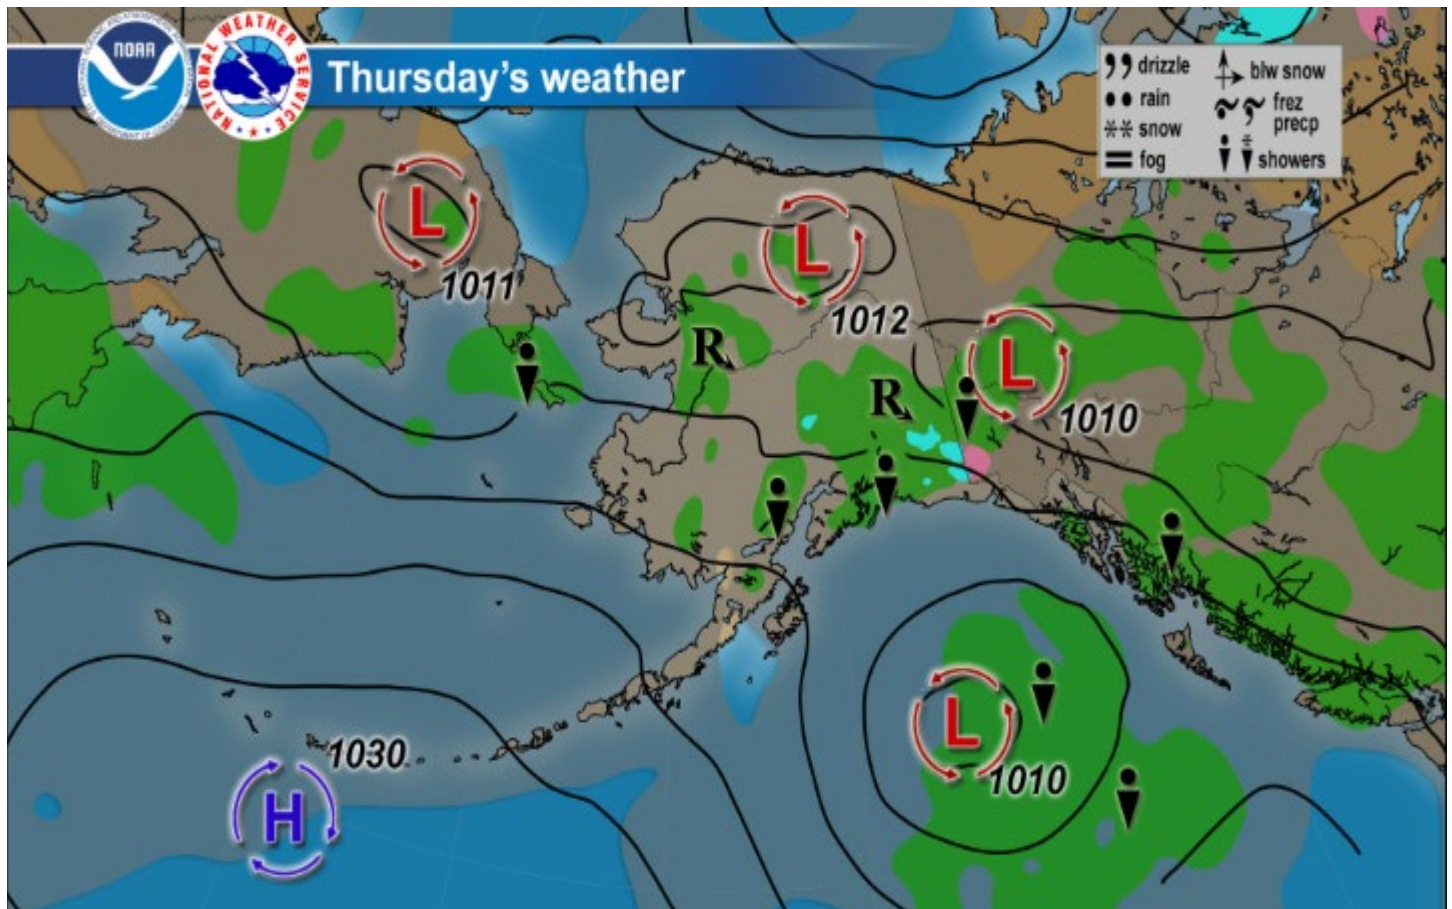 NOAA
NATIONAL WEATHER SERVICE
Thursday's weather
drizzle
blw snow
rain
frez
precp
snow
fog
showers
L
1011
L
1012
L
1010
R
R
L
1010
1030
H